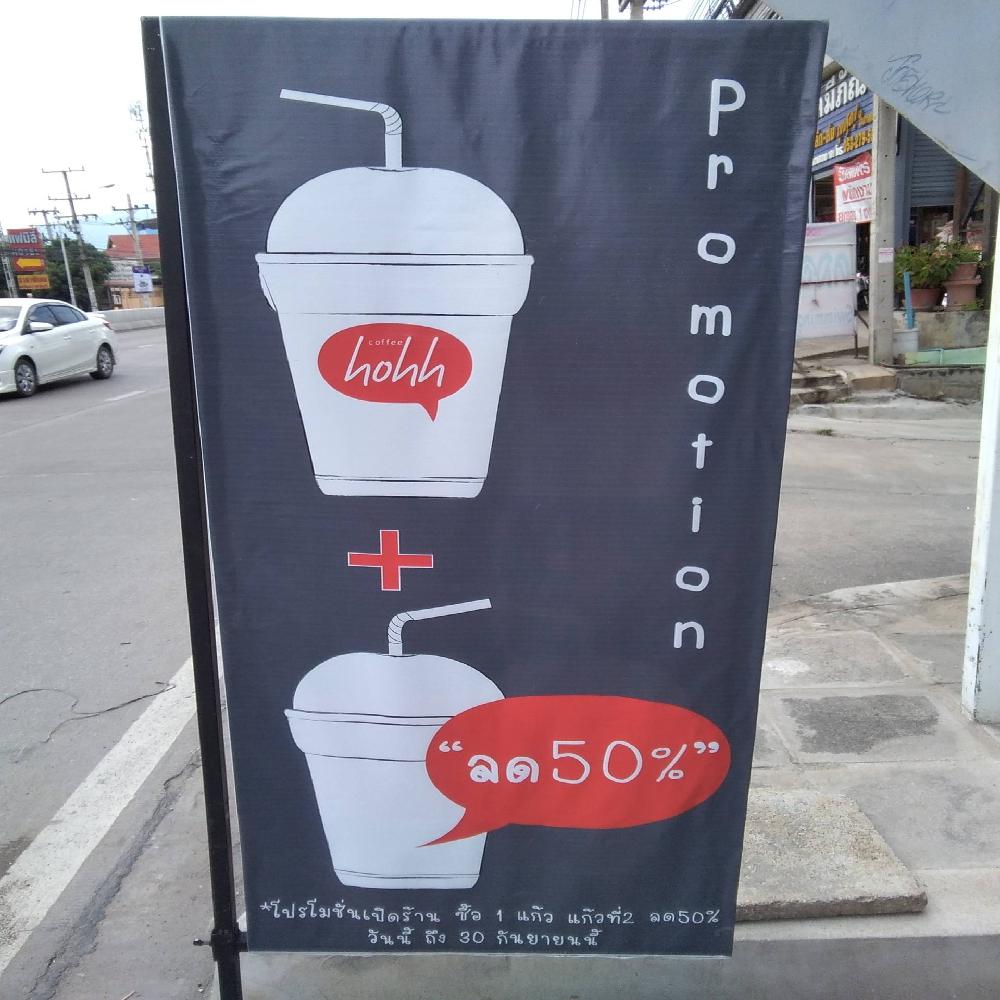 Promotion
coffee
hohh
"ลด50%"
*โปรโมชั่นเปิดร้าน ซื้อ 1 แก้ว แก้วที่2 ลด50%
วันนี้ ถึง 30 กันยายนนี้